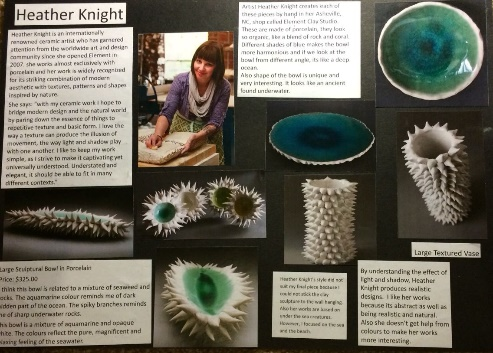 Heather Knight
Heather Knight is an internationally
renowned ceramic artist who has garnered
attention from the worldwide art and design
community since she opened Element in
2007. she works almost exclusively with
porcelain and her work is widely recognized
for its striking combination of modern
aesthetic with textures, patterns and shapes
inspired by nature.
She says: "with my ceramic work I hope to
bridge modern design and the natural world
by paring down the essence of things to
repetitive texture and basic form. I love the
way a texture can produce the illusion of
movement, the way light and shadow play
with one another. I like to keep my work
simple, as I strive to make it captivating yet
universally understood. Understated and
elegant, it should be able to fit in many
different contexts."
Artist Heather Knight creates each of
these pieces by hand in her Asheville,
NC, shop called Element Clay Studio.
These are made of porcelain, they look
so organic, like a blend of rock and coral.
Different shades of blue makes the bowl
more harmonious and if we look at the
bowl from different angle, its like a deep
ocean.
Also shape of the bowl is unique and
very interesting. It looks like an ancient
found underwater.
Large Textured Vase
Large Sculptural Bowl in Porcelain
Price: $325.00
I think this bowl is related to a mixture of seaweed and
rocks. The aquamarine colour reminds me of dark
hidden part of the ocean. The spiky branches reminds
me of sharp underwater rocks.
This bowl is a mixture of aquamarine and opaque
white. The colours reflect the pure, magnificent and
relaxing feeling of the seawater.
Heather Knight's style did not
suit my final piece because I
could not stick the clay
sculpture to the wall hanging.
Also her works are based on
under the sea creatures.
However, I focused on the sea
and the beach.
By understanding the effect of
light and shadow, Heather
Knight produces realistic
designs. I like her works
because its abstract as well as
being realistic and natural.
Also she doesn't get help from
colours to make her works
more interesting.